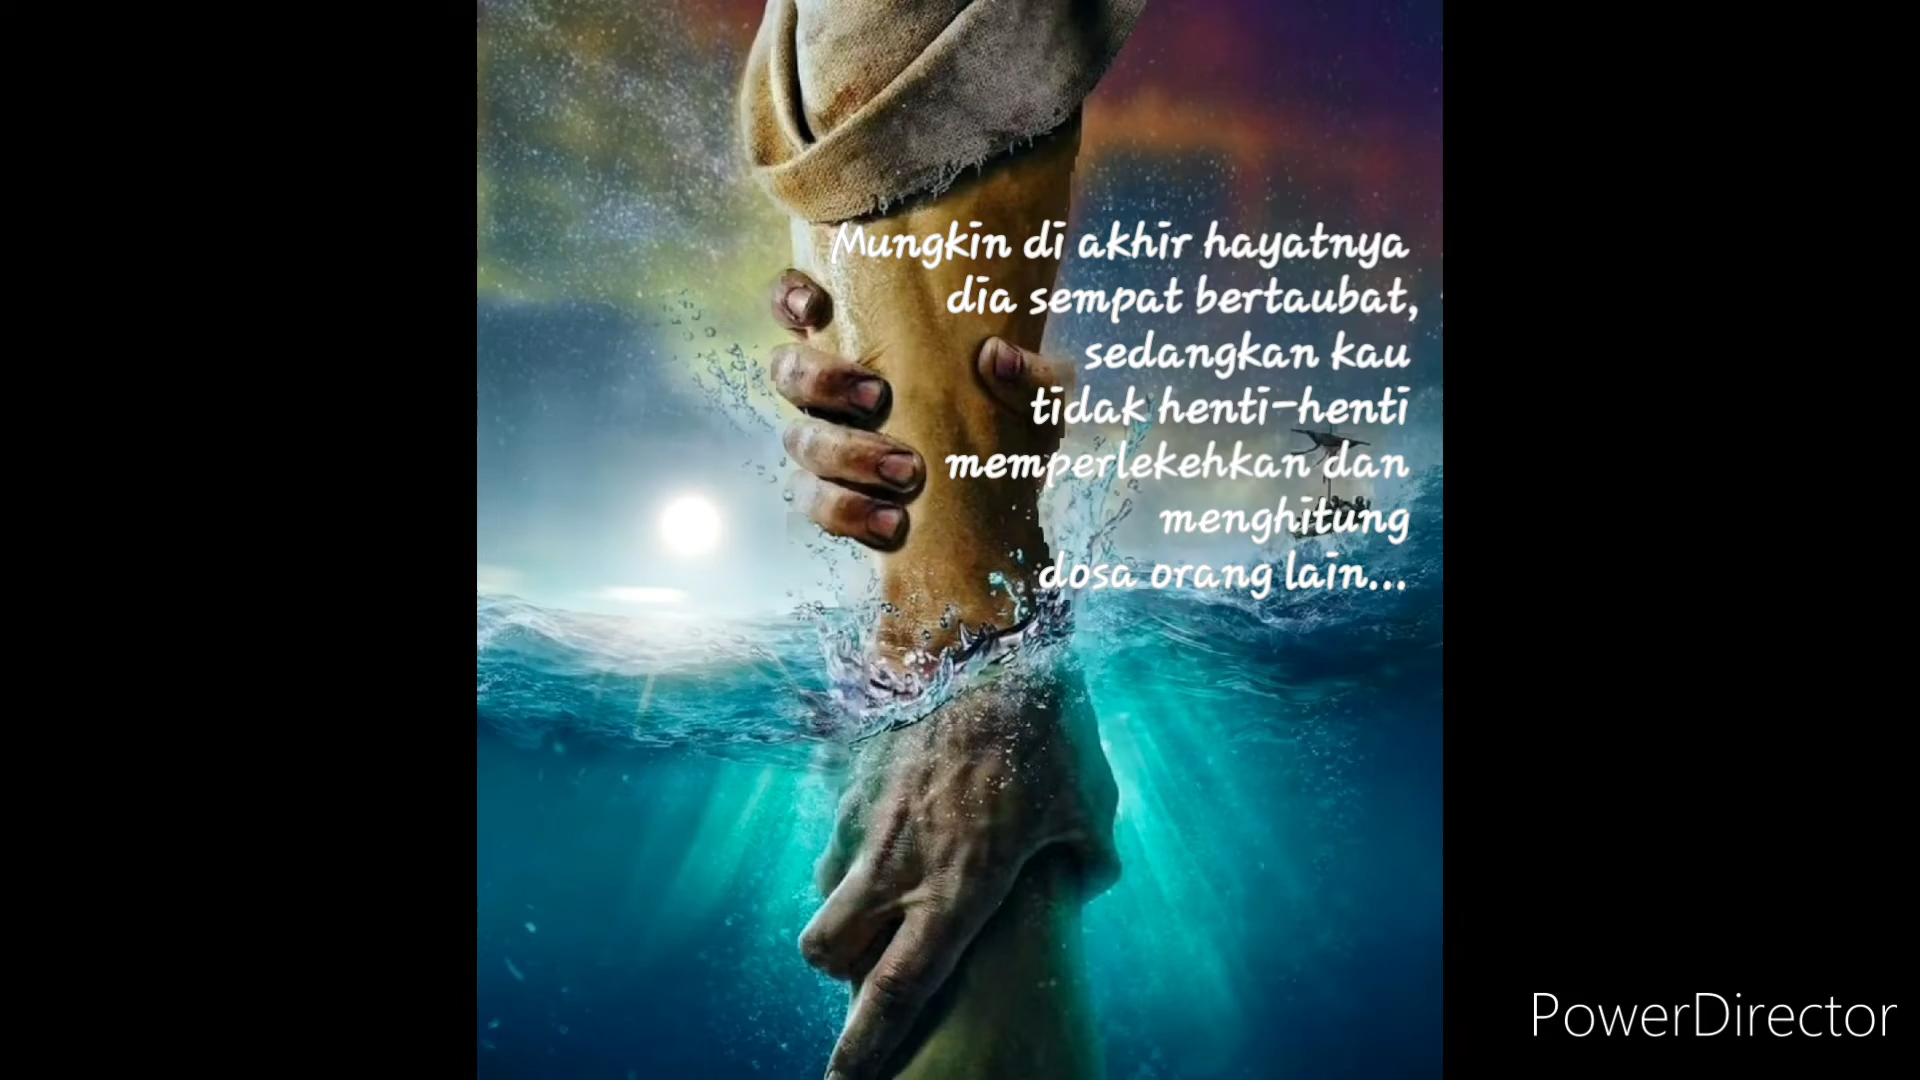 Mungkin di akhir hayatnya
dia sempat bertaubat,
sedangkan kau
tidak henti-henti
memperlekehkan dan
menghitung
dosa orang lain...
PowerDirector